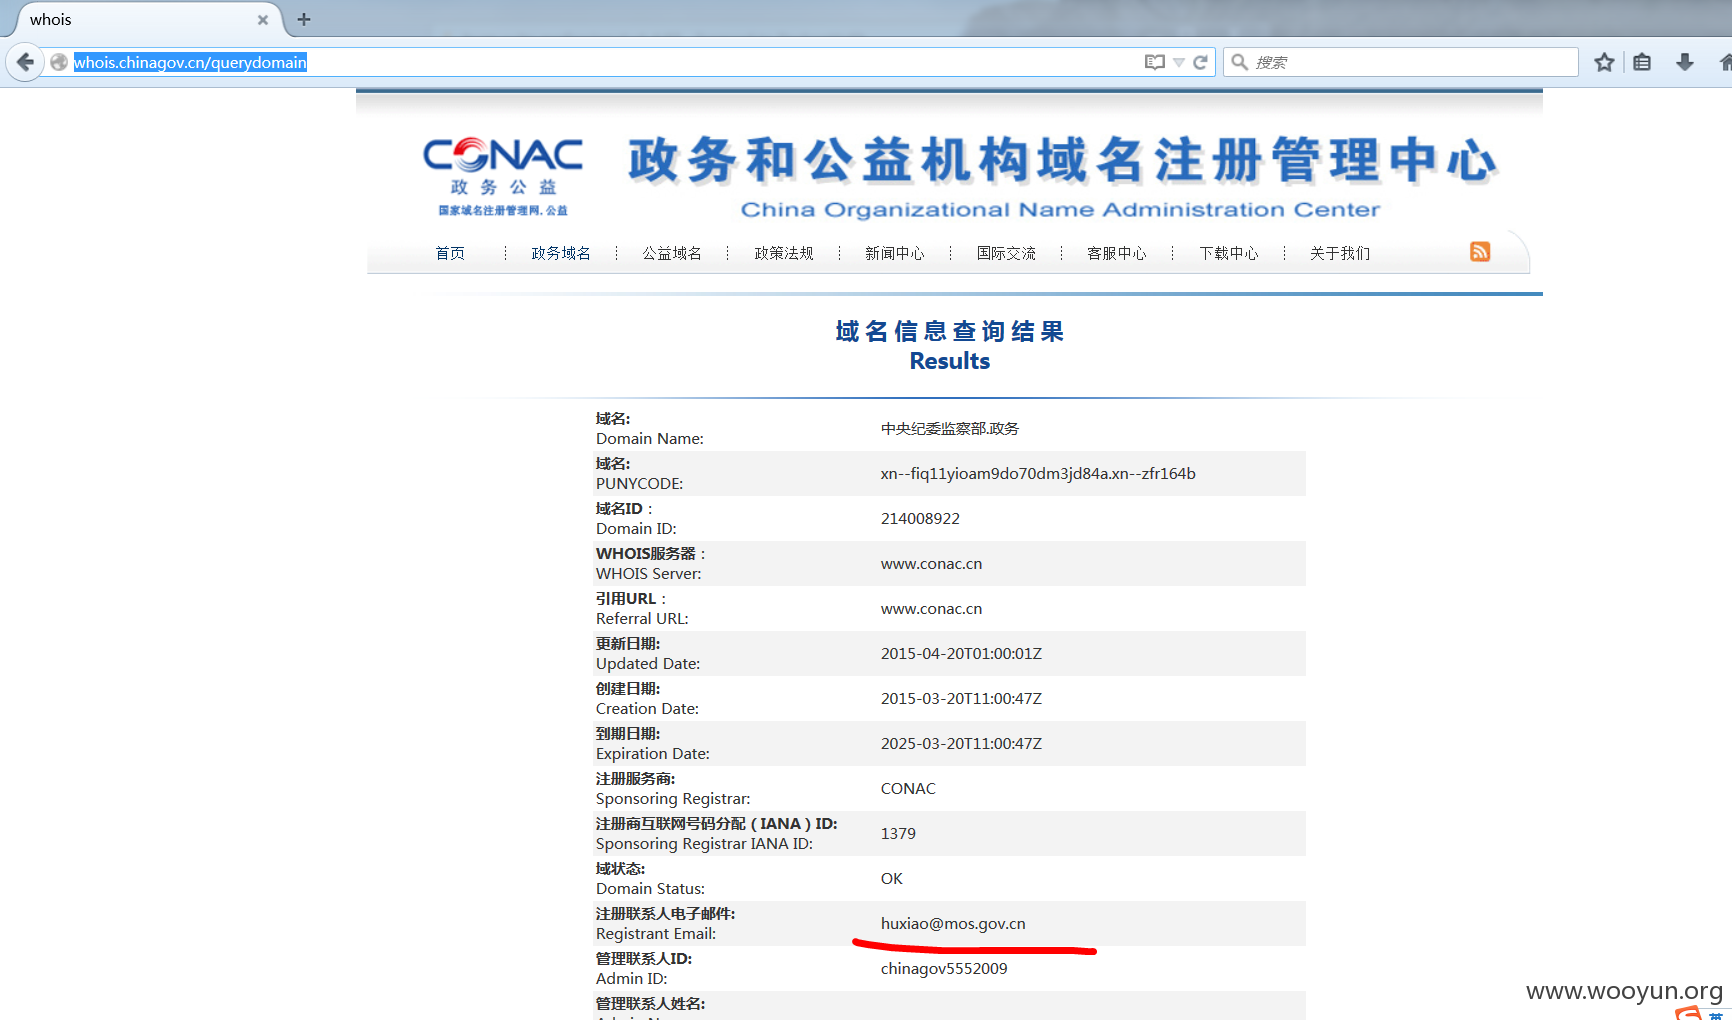 whois
whois.chinagov.cn/querydomain
搜索
CONAC
政务公益
国家域名注册管理网.公益
政务和公益机构域名注册管理中心
China Organizational Name Administration Center
首页
政务域名
公益域名
政策法规
新闻中心
国际交流
客服中心
下载中心
关于我们
域名信息查询结果
Results
域名:
Domain Name:
中央纪委监察部.政务
域名:
PUNYCODE:
xn--fiq11yioam9do70dm3jd84a.xn--zfr164b
域名ID：
Domain ID:
214008922
WHOIS服务器：
WHOIS Server:
www.conac.cn
引用URL：
Referral URL:
www.conac.cn
更新日期:
Updated Date:
2015-04-20T01:00:01Z
创建日期:
Creation Date:
2015-03-20T11:00:47Z
到期日期:
Expiration Date:
2025-03-20T11:00:47Z
注册服务商:
Sponsoring Registrar:
CONAC
注册商互联网号码分配（IANA）ID:
Sponsoring Registrar IANA ID:
1379
域状态:
Domain Status:
OK
注册联系人电子邮件:
Registrant Email:
huxiao@mos.gov.cn
管理联系人ID:
Admin ID:
chinagov5552009
管理联系人姓名:
www.wooyun.org